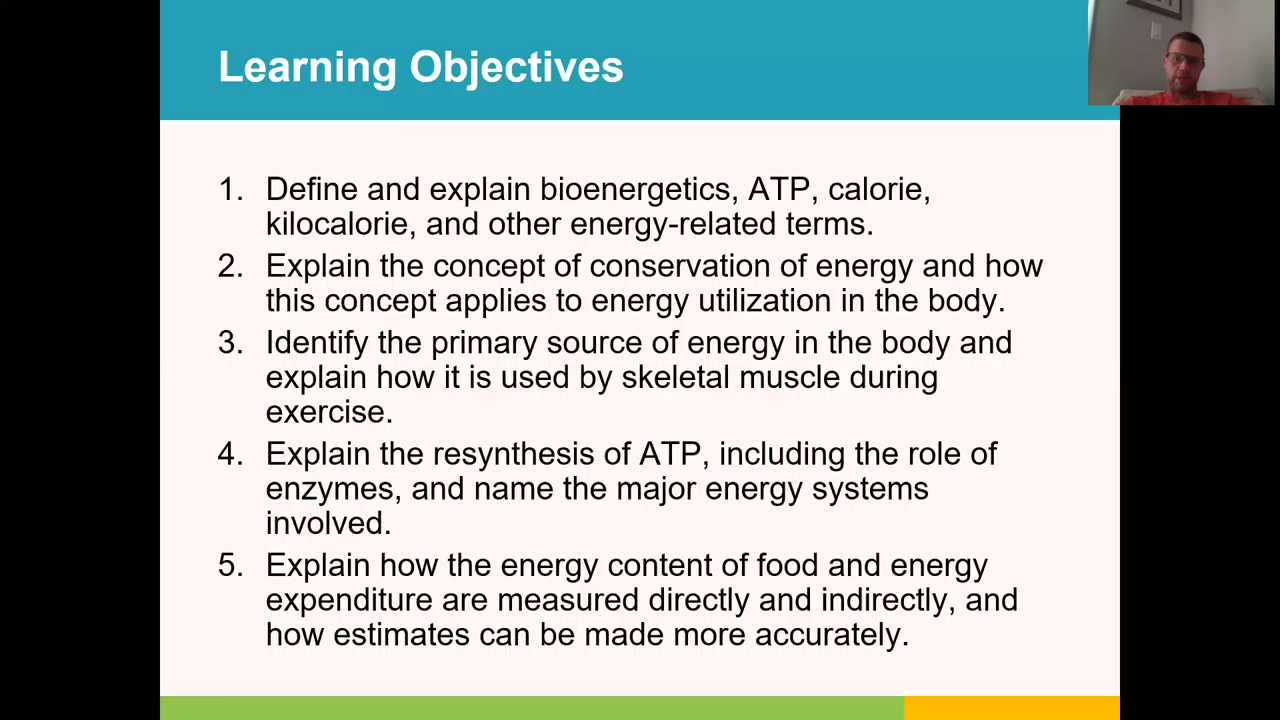 Learning Objectives
1. Define and explain bioenergetics, ATP, calorie,
kilocalorie, and other energy-related terms.
2. Explain the concept of conservation of energy and how
this concept applies to energy utilization in the body.
3. Identify the primary source of energy in the body and
explain how it is used by skeletal muscle during
exercise.
4. Explain the resynthesis of ATP, including the role of
enzymes, and name the major energy systems
involved.
5. Explain how the energy content of food and energy
expenditure are measured directly and indirectly, and
how estimates can be made more accurately.